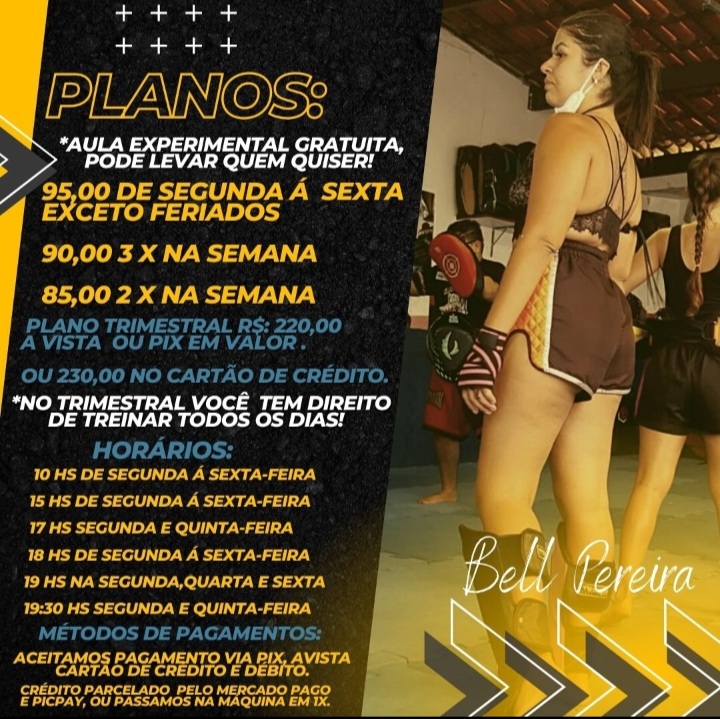 PLANOS:
*AULA EXPERIMENTAL GRATUITA,
PODE LEVAR QUEM QUISER!
95,00 DE SEGUNDA Á SEXTA
EXCETO FERIADOS
90,00 3 X NA SEMANA
85,00 2 X NA SEMANA
PLANO TRIMESTRAL R$: 220,00
A VISTA OU PIX EM VALOR .
OU 230,00 NO CARTÃO DE CRÉDITO.
*NO TRIMESTRAL VOCÊ TEM DIREITO
DE TREINAR TODOS OS DIAS!
HORÁRIOS:
10 HS DE SEGUNDA Á SEXTA-FEIRA
15 HS DE SEGUNDA Á SEXTA-FEIRA
17 HS SEGUNDA E QUINTA-FEIRA
18 HS DE SEGUNDA Á SEXTA-FEIRA
19 HS NA SEGUNDA,QUARTA E SEXTA
19:30 HS SEGUNDA E QUINTA-FEIRA
MÉTODOS DE PAGAMENTOS:
ACEITAMOS PAGAMENTO VIA PIX, AVISTA
CARTÃO DE CRÉDITO E DÉBITO.
CRÉDITO PARCELADO PELO MERCADO PAGO
E PICPAY, OU PASSAMOS NA MAQUINA EM 1X.
Bell Pereira